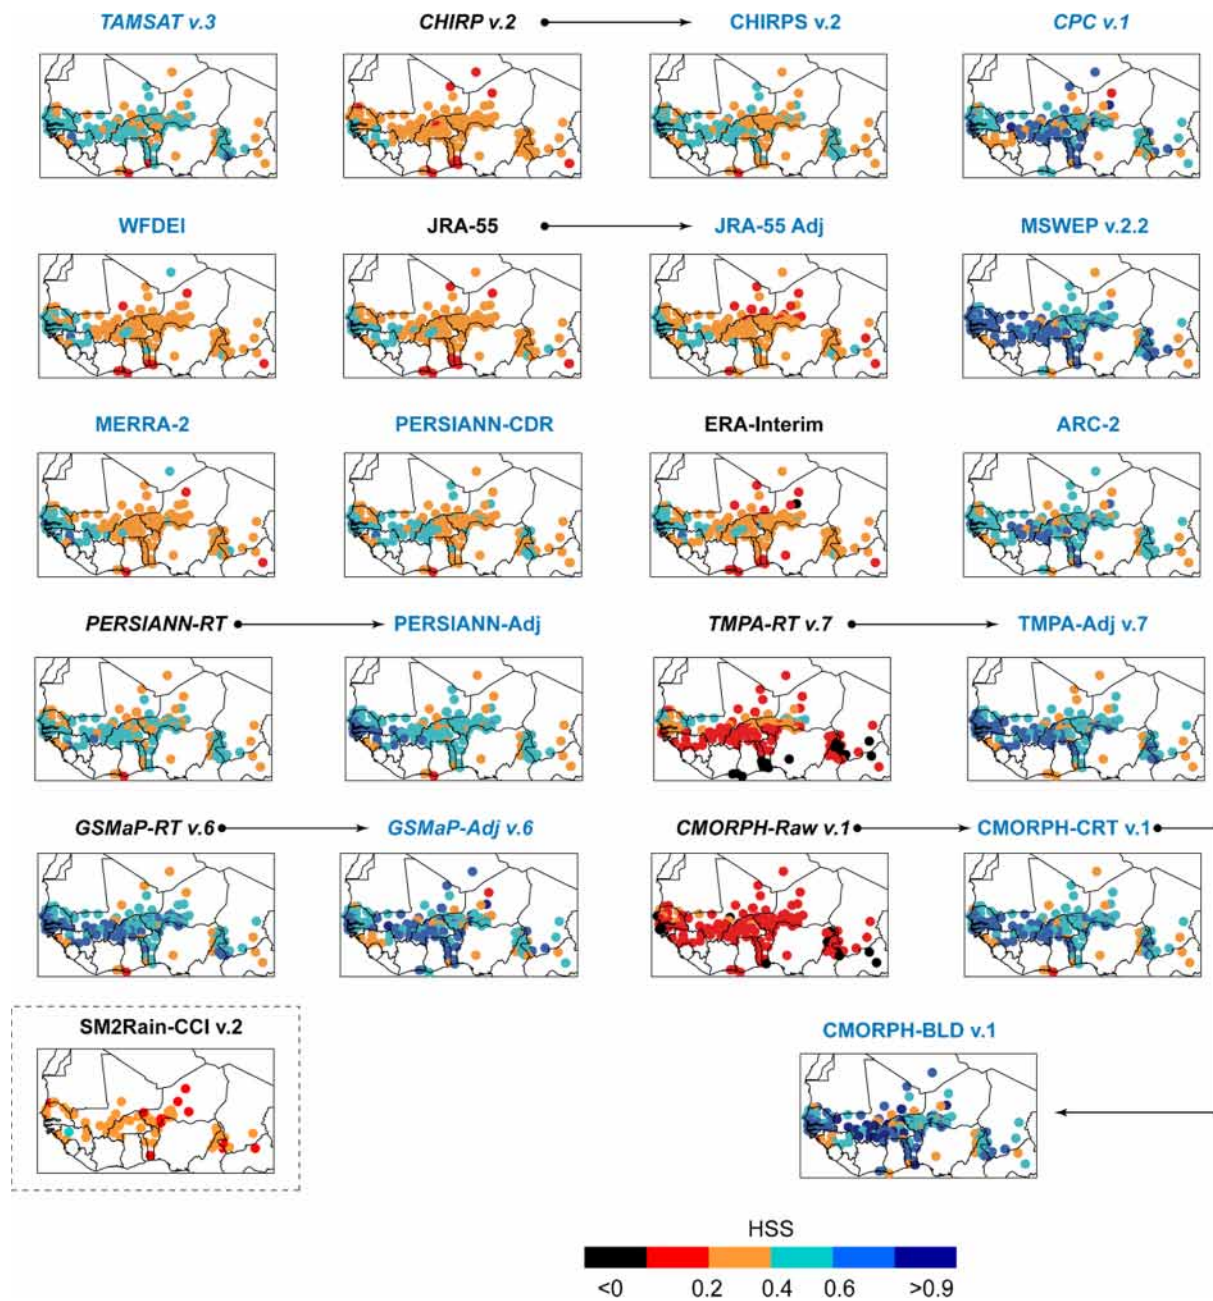 TAMSAT v.3 CHIRP v.2 CHIRPS v.2 CPC v.1
WFDEI JRA-55 JRA-55 Adj MSWEP v.2.2
MERRA-2 PERSIANN-CDR ERA-Interim ARC-2
PERSIANN-RT PERSIANN-Adj TMPA-RT v.7 TMPA-Adj v.7
GSMaP-RT v.6 GSMaP-Adj v.6 CMORPH-Raw v.1 CMORPH-CRT v.1
SM2Rain-CCI v.2 CMORPH-BLD v.1
HSS
<0 0.2 0.4 0.6 >0.9